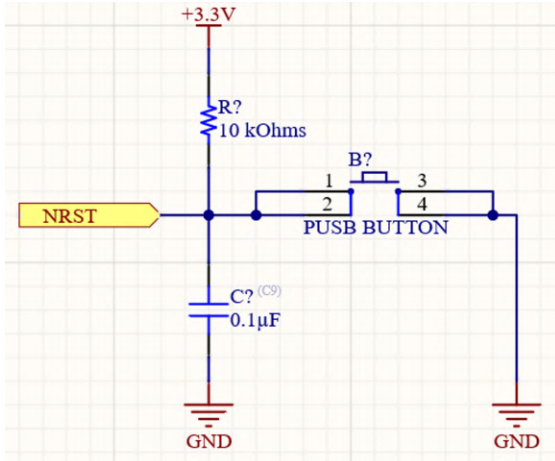 +3.3V
R?
10 kOhms
B?
1 3
NRST
2 4
PUSB BUTTON
C? (C9)
0.1µF
GND GND